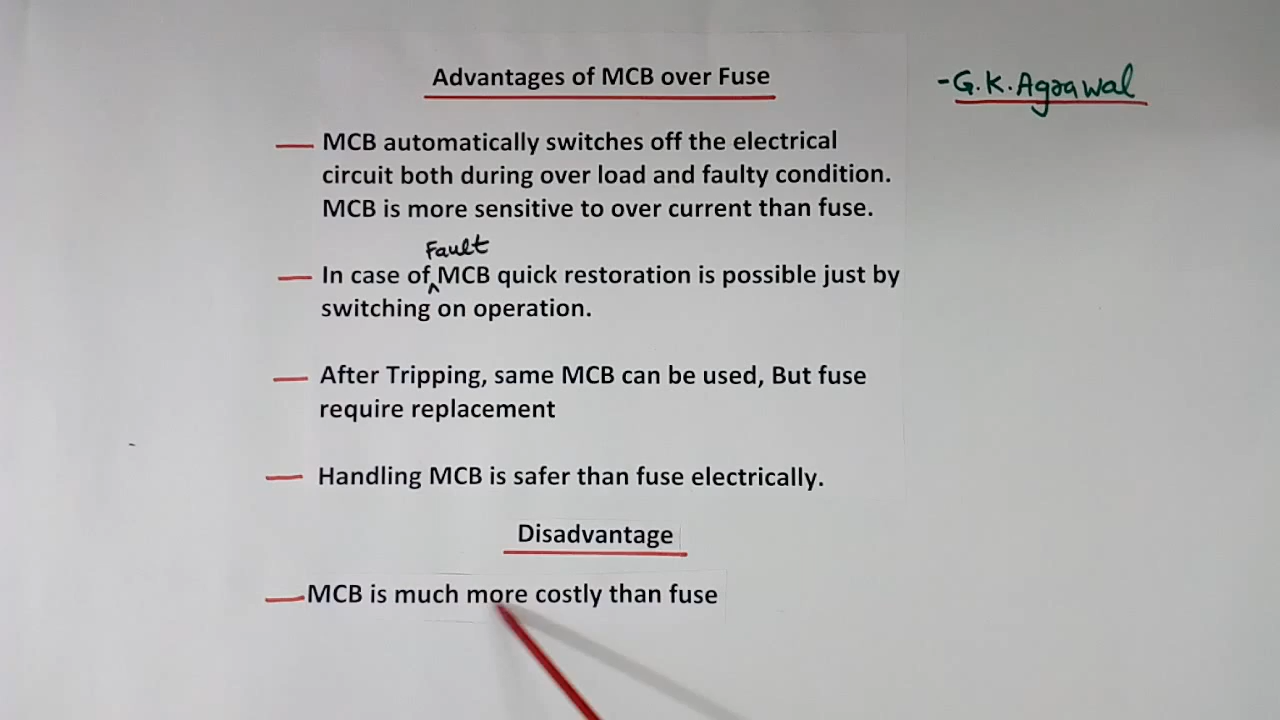 Advantages of MCB over Fuse
-G.K.Agrawal
MCB automatically switches off the electrical
circuit both during over load and faulty condition.
MCB is more sensitive to over current than fuse.
Fault
In case of MCB quick restoration is possible just by
switching on operation.
After Tripping, same MCB can be used, But fuse
require replacement
Handling MCB is safer than fuse electrically.
Disadvantage
MCB is much more costly than fuse